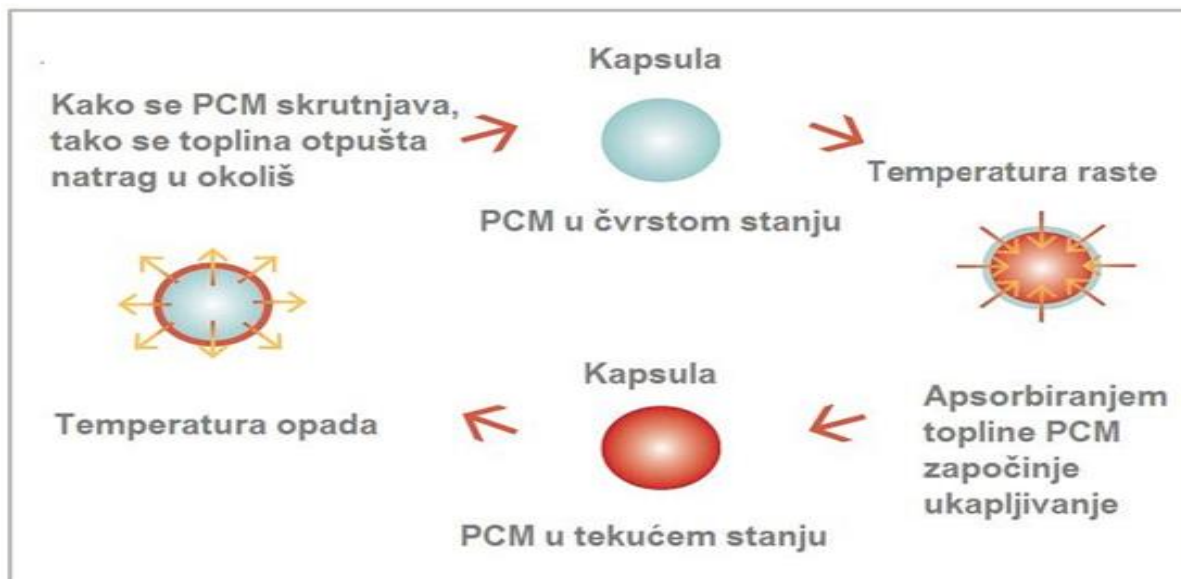 Kapsula
Kako se PCM skrutnjava,
tako se toplina otpušta
natrag u okoliš
Temperatura raste
PCM u čvrstom stanju
Kapsula
Temperatura opada
Apsorbiranjem
topline PCM
započinje
ukapljivanje
PCM u tekućem stanju